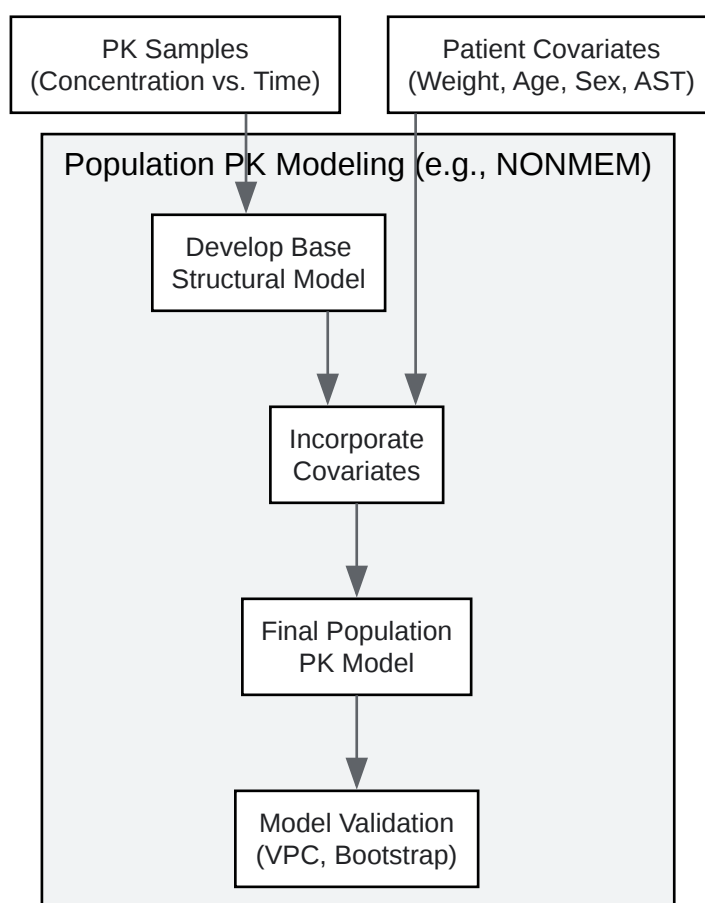 PK Samples
(Concentration vs. Time)
Patient Covariates
(Weight, Age, Sex, AST)
Population PK Modeling (e.g., NONMEM)
Develop Base
Structural Model
Incorporate
Covariates
Final Population
PK Model
Model Validation
(VPC, Bootstrap)